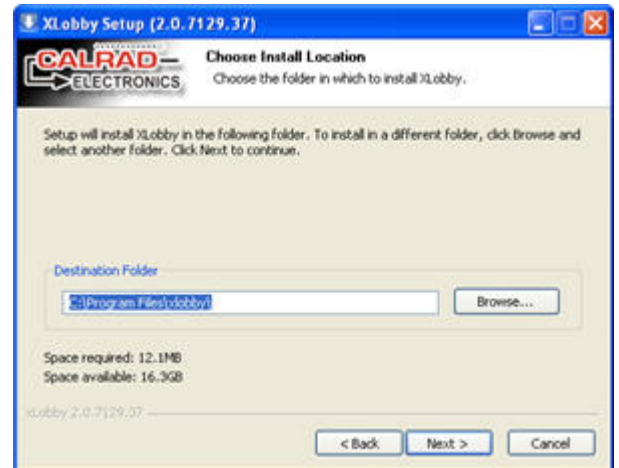 XLobby Setup (2.0.7129.37)
CALRAD
ELECTRONICS
Choose Install Location
Choose the folder in which to install XLobby.
Setup will install XLobby in the following folder. To install in a different folder, click Browse and
select another folder. Click Next to continue.
Destination Folder
C:\Program Files\xlobby\
Browse...
Space required: 12.1MB
Space available: 16.3GB
xLobby 2.0.7129.37
< Back
Next >
Cancel